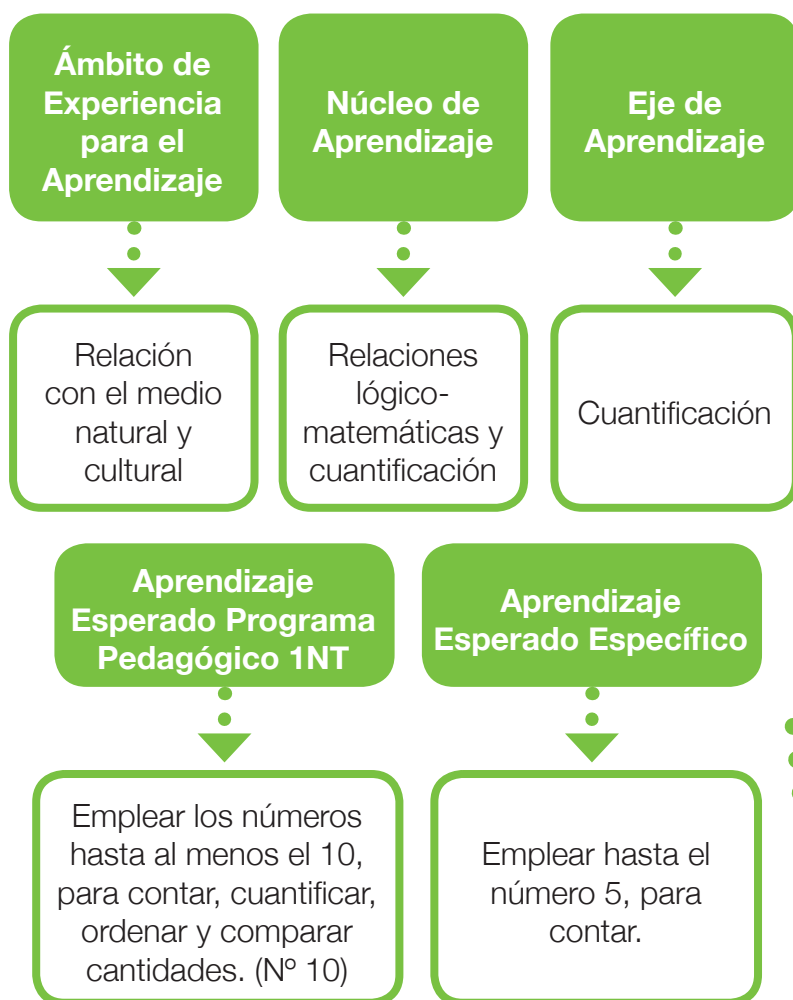 Ámbito de
Experiencia
para el
Aprendizaje
Núcleo de
Aprendizaje
Eje de
Aprendizaje
Relación
con el medio
natural y
cultural
Relaciones
lógico-
matemáticas y
cuantificación
Cuantificación
Aprendizaje
Esperado Programa
Pedagógico 1NT
Aprendizaje
Esperado Específico
Emplear los números
hasta al menos el 10,
para contar, cuantificar,
ordenar y comparar
cantidades. (Nº 10)
Emplear hasta el
número 5, para
contar.